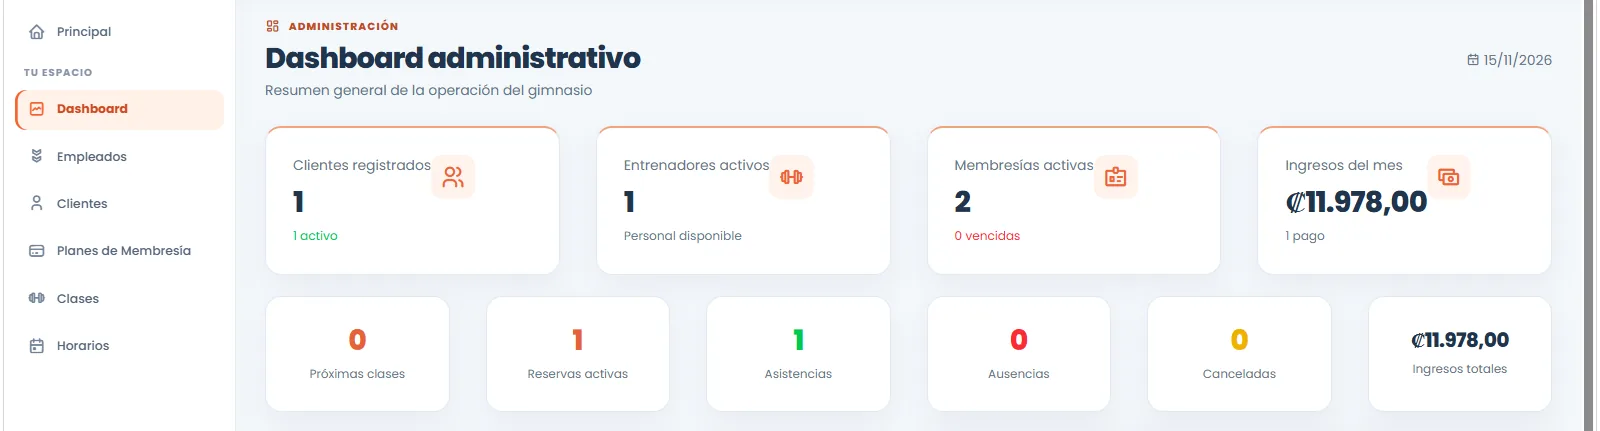 Principal
TU ESPACIO
Dashboard
Empleados
Clientes
Planes de Membresía
Clases
Horarios
ADMINISTRACIÓN
Dashboard administrativo
Resumen general de la operación del gimnasio
15/11/2026
Clientes registrados
1
1 activo
Entrenadores activos
1
Personal disponible
Membresías activas
2
0 vencidas
Ingresos del mes
₡11.978,00
1 pago
0
Próximas clases
1
Reservas activas
1
Asistencias
0
Ausencias
0
Canceladas
₡11.978,00
Ingresos totales